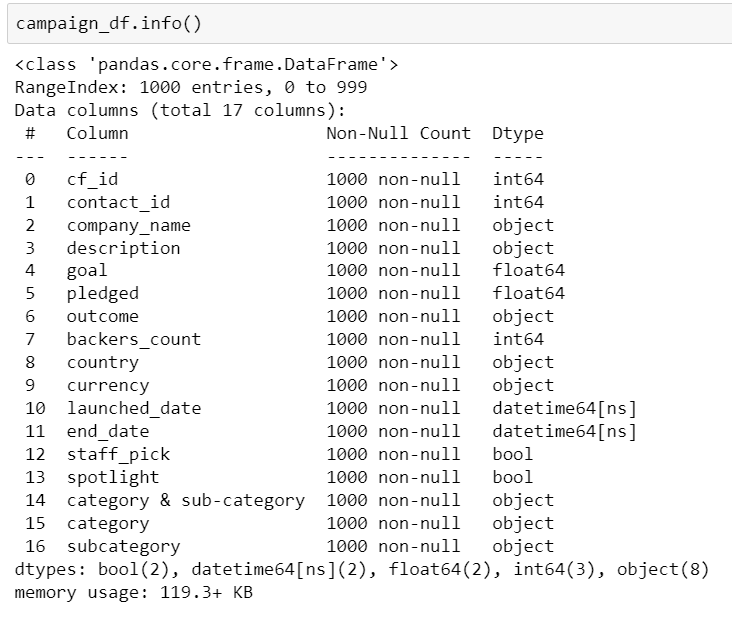 campaign_df.info()
<class 'pandas.core.frame.DataFrame'>
RangeIndex: 1000 entries, 0 to 999
Data columns (total 17 columns):
 #   Column                  Non-Null Count  Dtype
---  ------                  --------------  -----
 0   cf_id                   1000 non-null   int64
 1   contact_id              1000 non-null   int64
 2   company_name            1000 non-null   object
 3   description             1000 non-null   object
 4   goal                    1000 non-null   float64
 5   pledged                 1000 non-null   float64
 6   outcome                 1000 non-null   object
 7   backers_count           1000 non-null   int64
 8   country                 1000 non-null   object
 9   currency                1000 non-null   object
 10  launched_date           1000 non-null   datetime64[ns]
 11  end_date                1000 non-null   datetime64[ns]
 12  staff_pick              1000 non-null   bool
 13  spotlight               1000 non-null   bool
 14  category & sub-category  1000 non-null   object
 15  category                1000 non-null   object
 16  subcategory             1000 non-null   object
dtypes: bool(2), datetime64[ns](2), float64(2), int64(3), object(8)
memory usage: 119.3+ KB